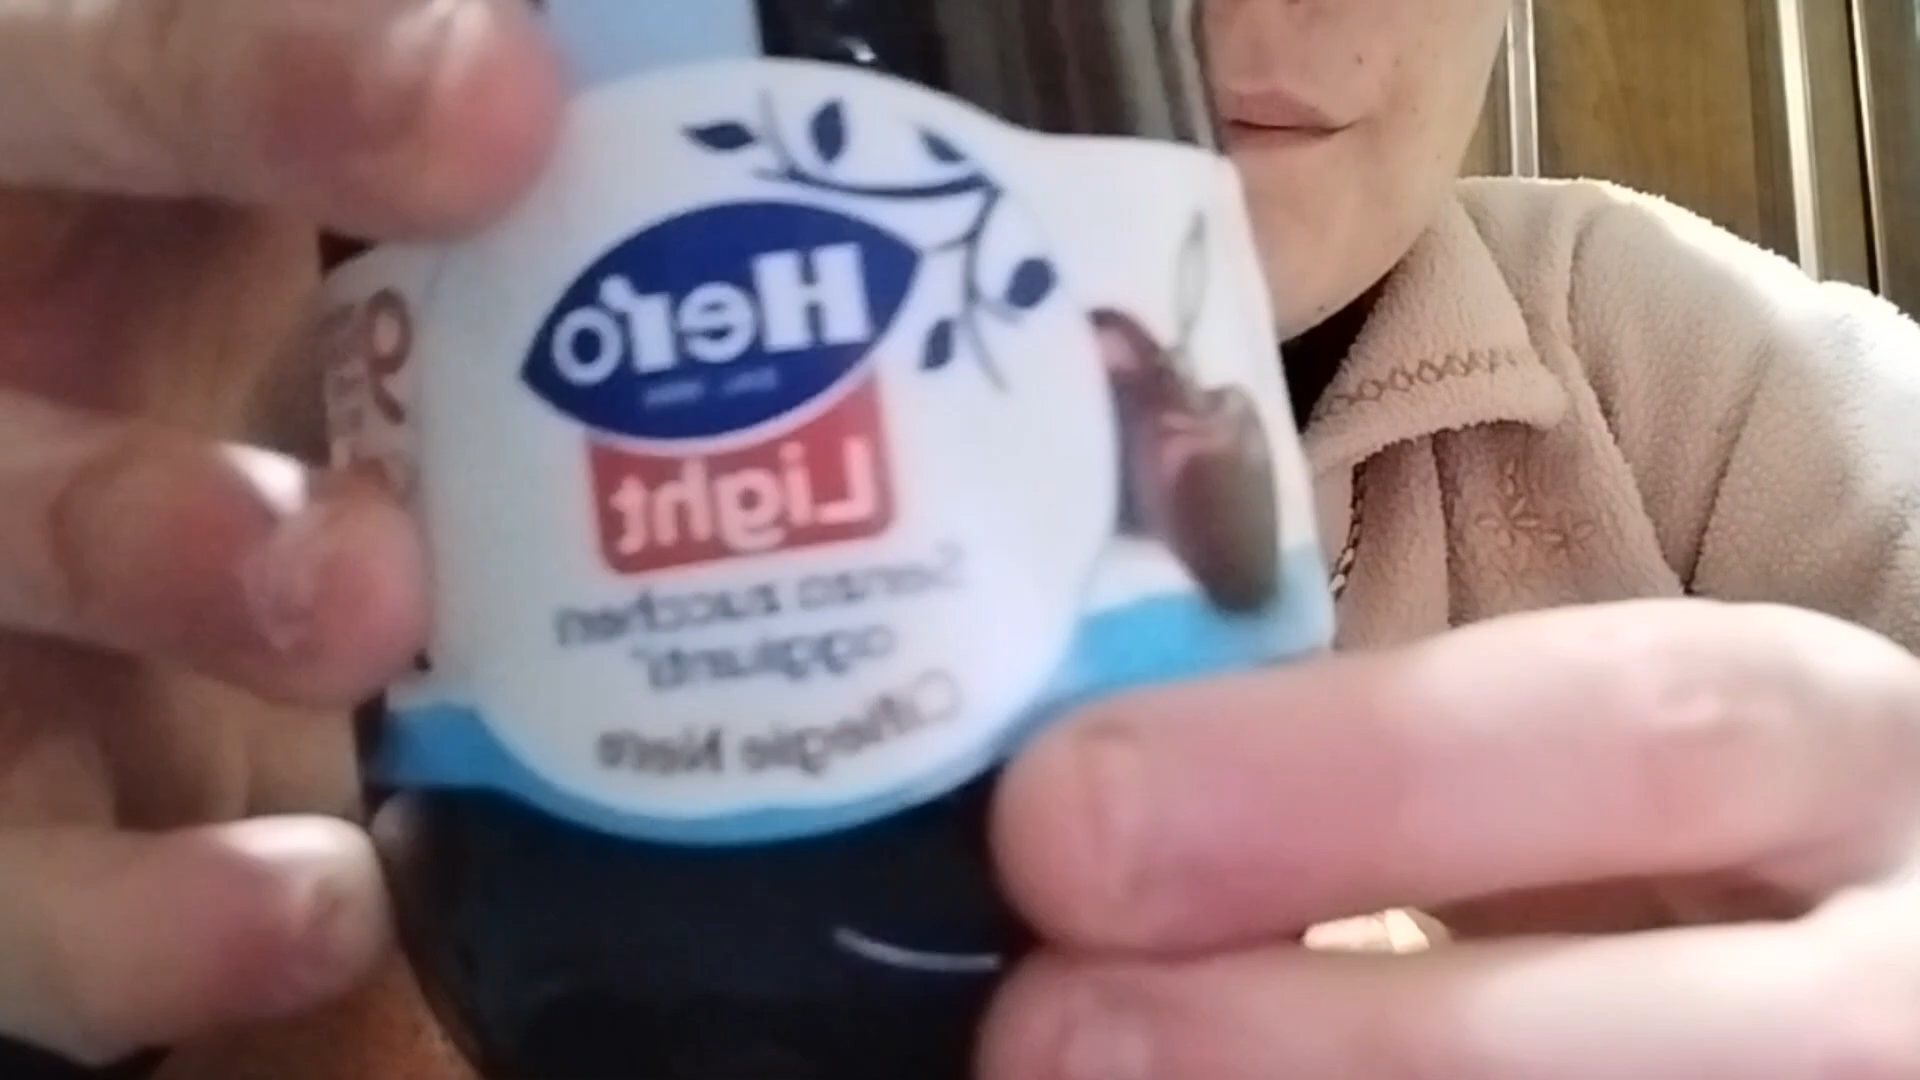 Hero
Light
Senza zuccheri
aggiunti*
Ciliegie Nere